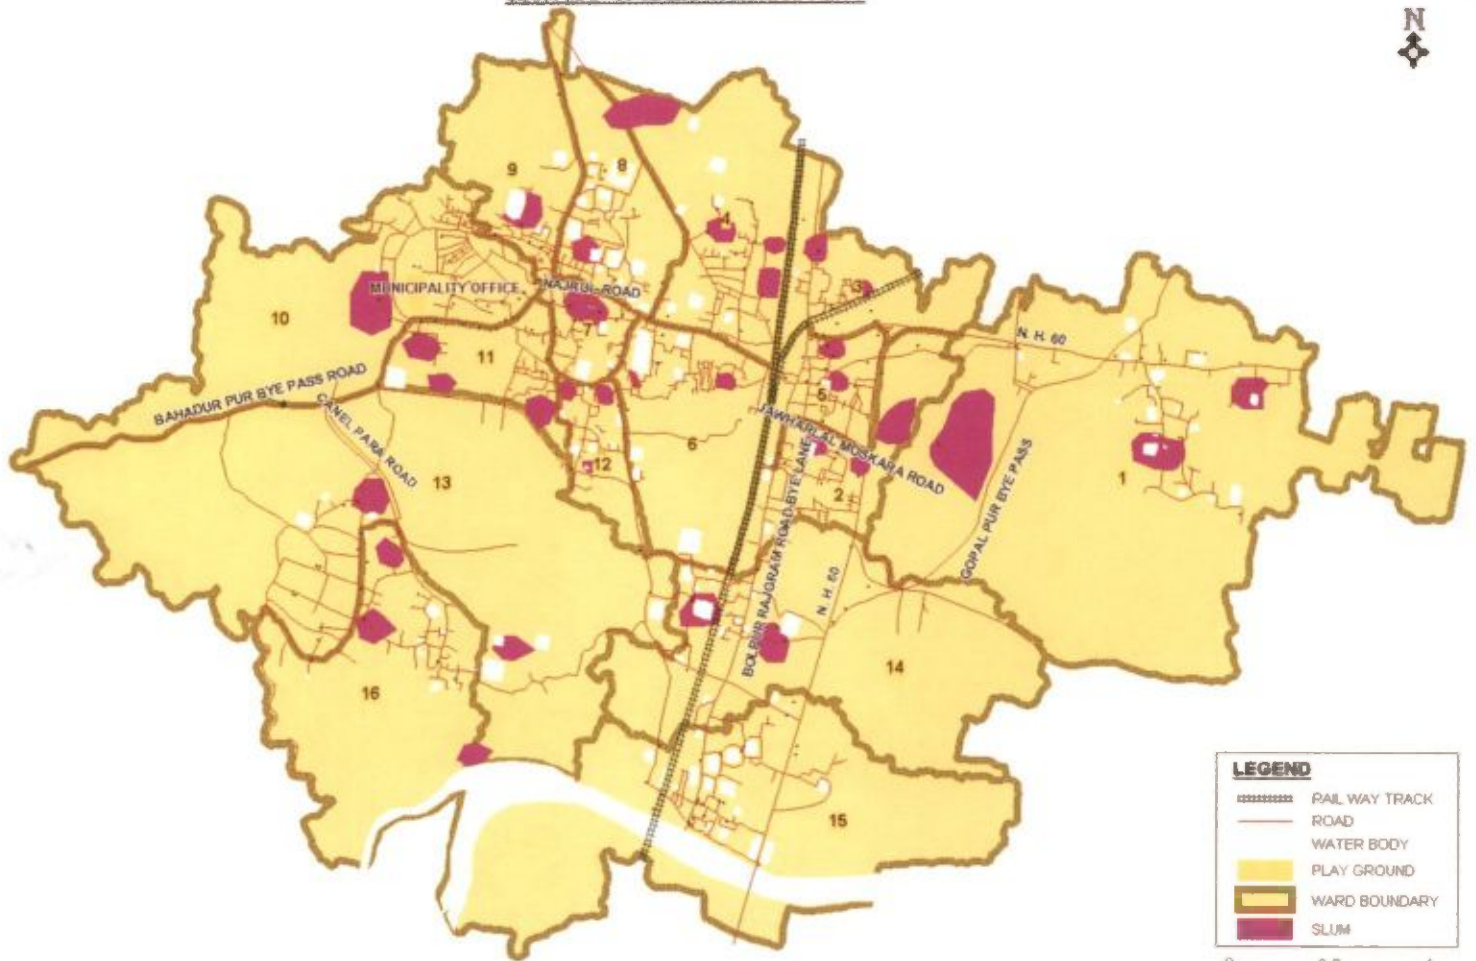 N
9
8
4
3
MUNICIPALITY OFFICE
NAJRUL ROAD
10
7
N. H. 60
11
BAHADUR PUR BYE PASS ROAD
CANEL PARA ROAD
5
JAWHARLAL MUSKARA ROAD
6
12
13
2
1
GOPAL PUR BYE PASS
BOLPUR RAJGRAM ROAD BYE LANE
N. H. 60
14
16
15
LEGEND
RAIL WAY TRACK
ROAD
WATER BODY
PLAY GROUND
WARD BOUNDARY
SLUM